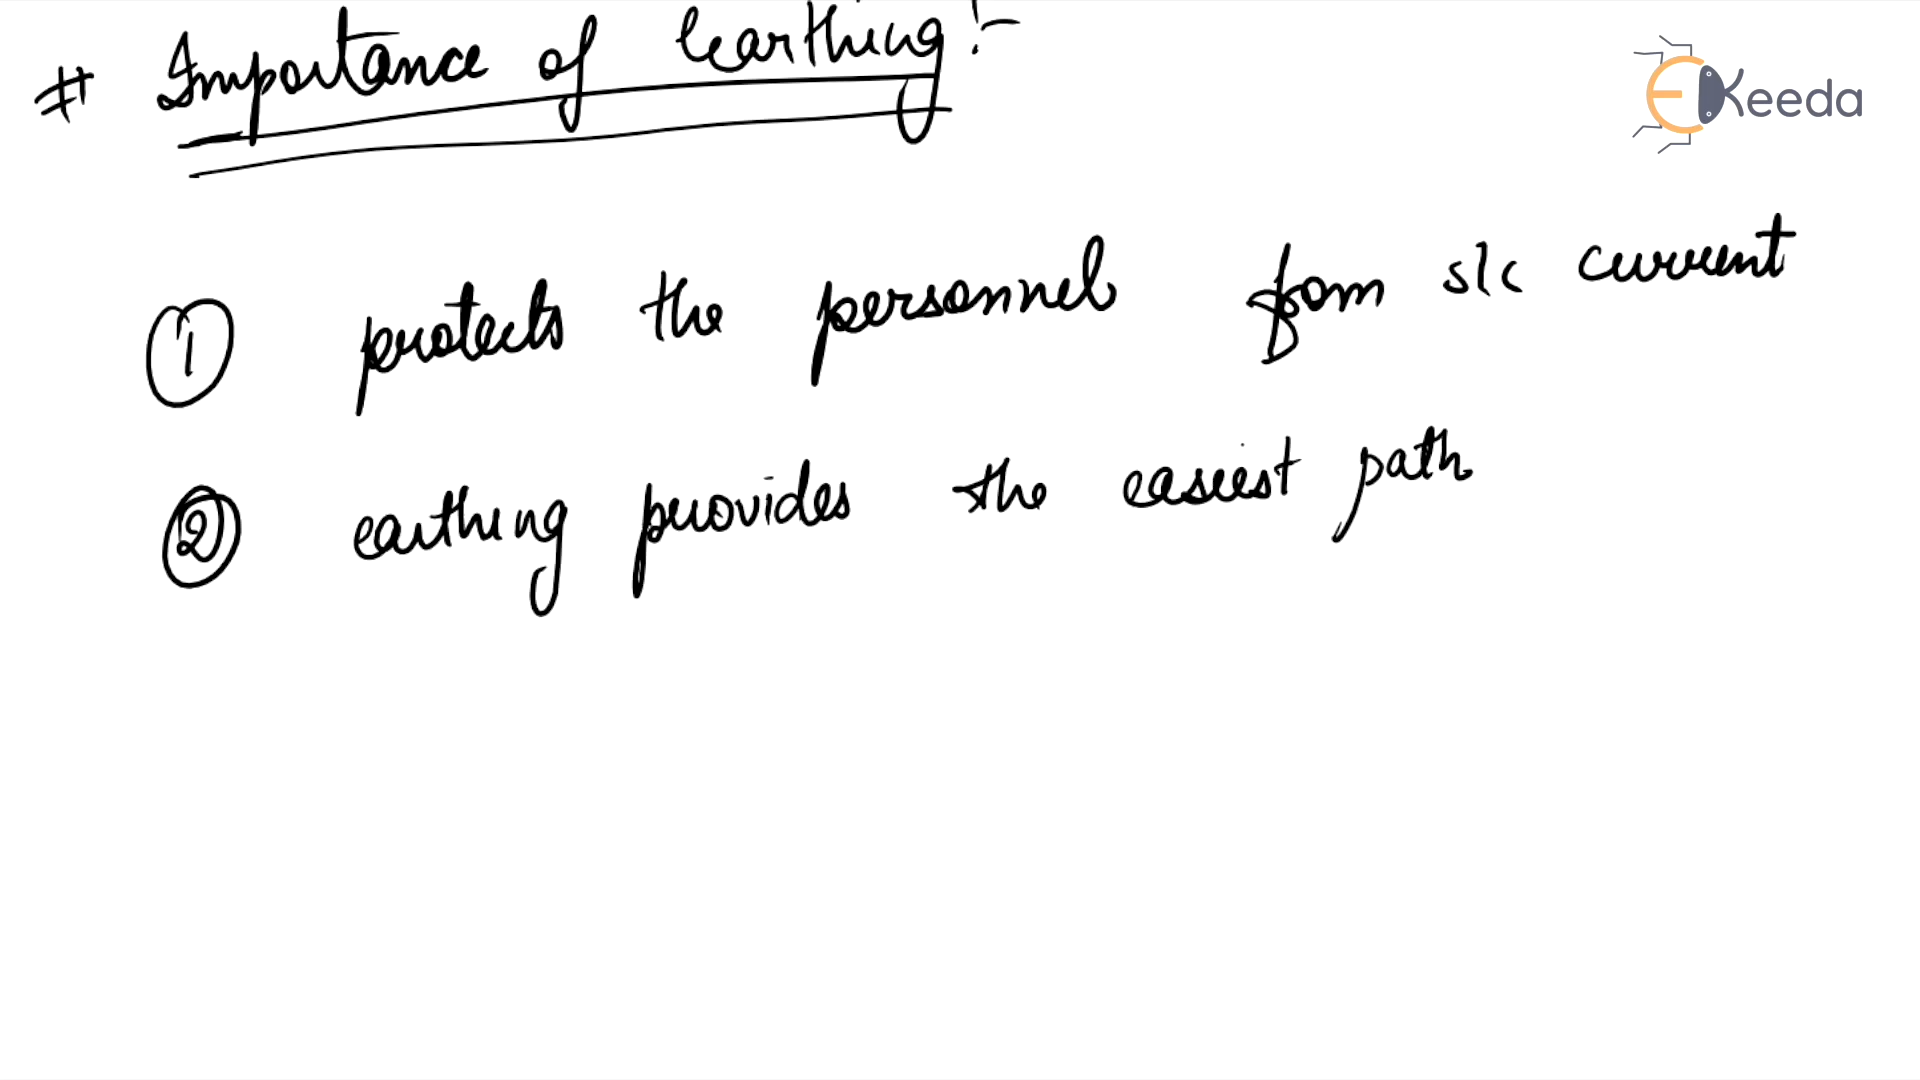 # Importance of Earthing:-
EKeeda
① protects the personnel from s/c current
② earthing provides the easiest path